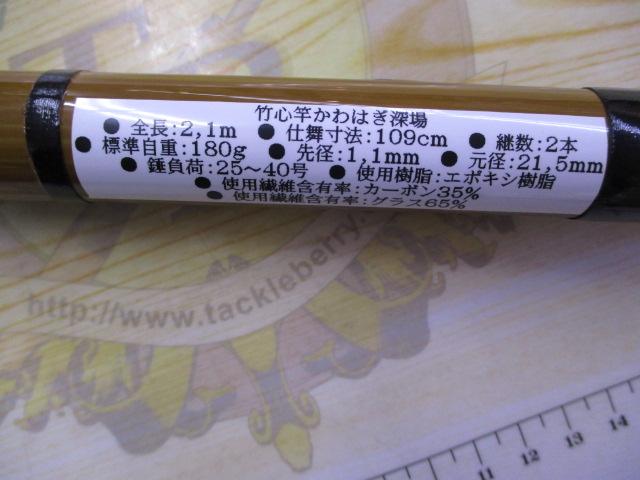 竹心竿かわはぎ深場
● 全長:2,1m ● 仕舞寸法:109cm ● 継数:2本
● 標準自重:180g ● 先径:1,1mm ● 元径:21,5mm
● 錘負荷:25～40号 ● 使用樹脂:エポキシ樹脂
● 使用繊維含有率:カーボン35%
● 使用繊維含有率:グラス65%
http://www.tackleberry.
11 12 13 14